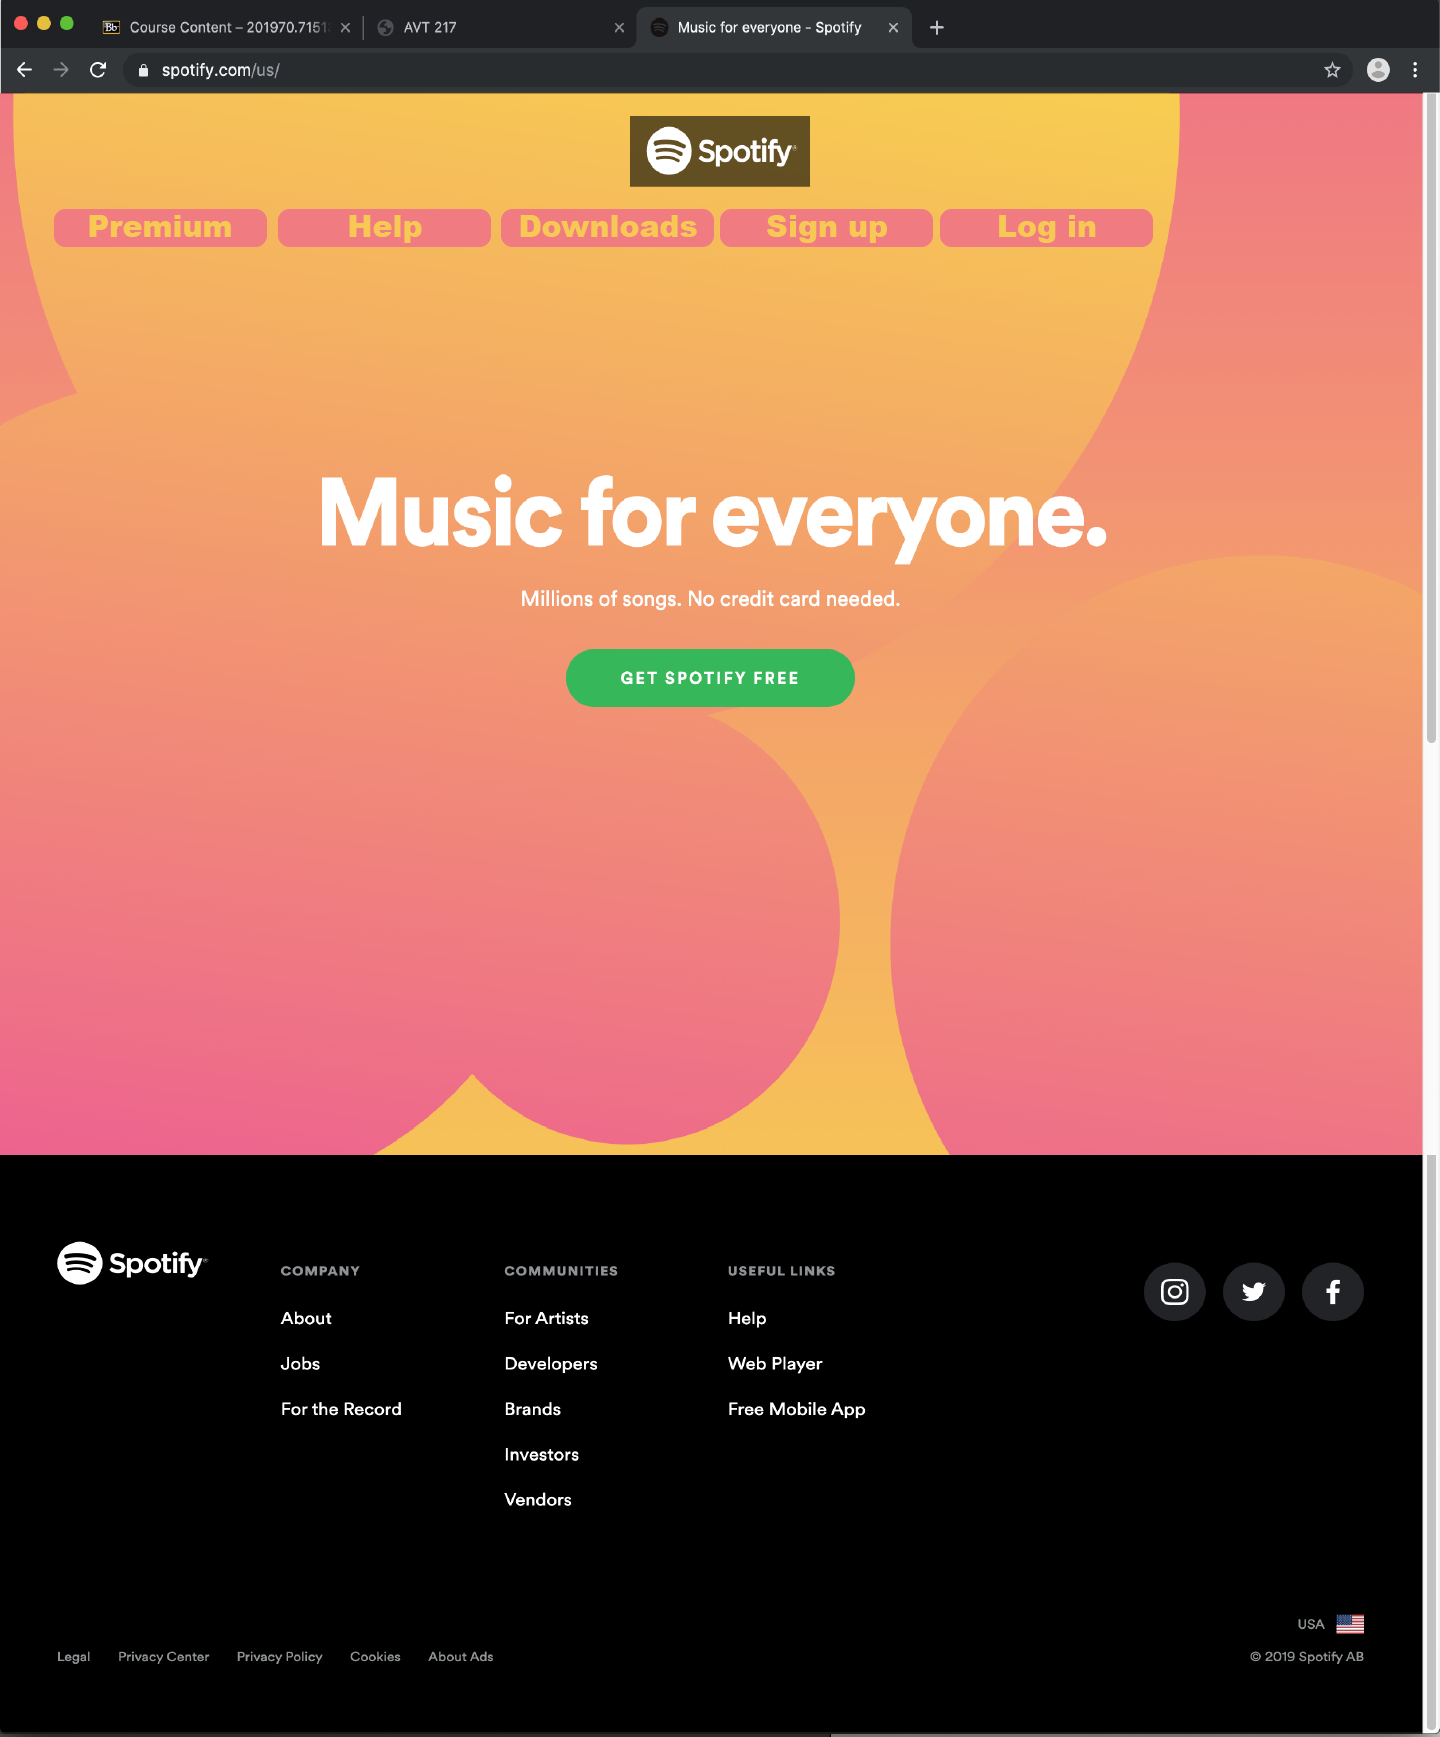 Bb Course Content – 201970.7151
AVT 217
Music for everyone - Spotify
spotify.com/us/
Spotify®
Premium Help Downloads Sign up Log in
Music for everyone.
Millions of songs. No credit card needed.
GET SPOTIFY FREE
Spotify®
COMPANY
About
Jobs
For the Record
COMMUNITIES
For Artists
Developers
Brands
Investors
Vendors
USEFUL LINKS
Help
Web Player
Free Mobile App
USA
Legal Privacy Center Privacy Policy Cookies About Ads
© 2019 Spotify AB